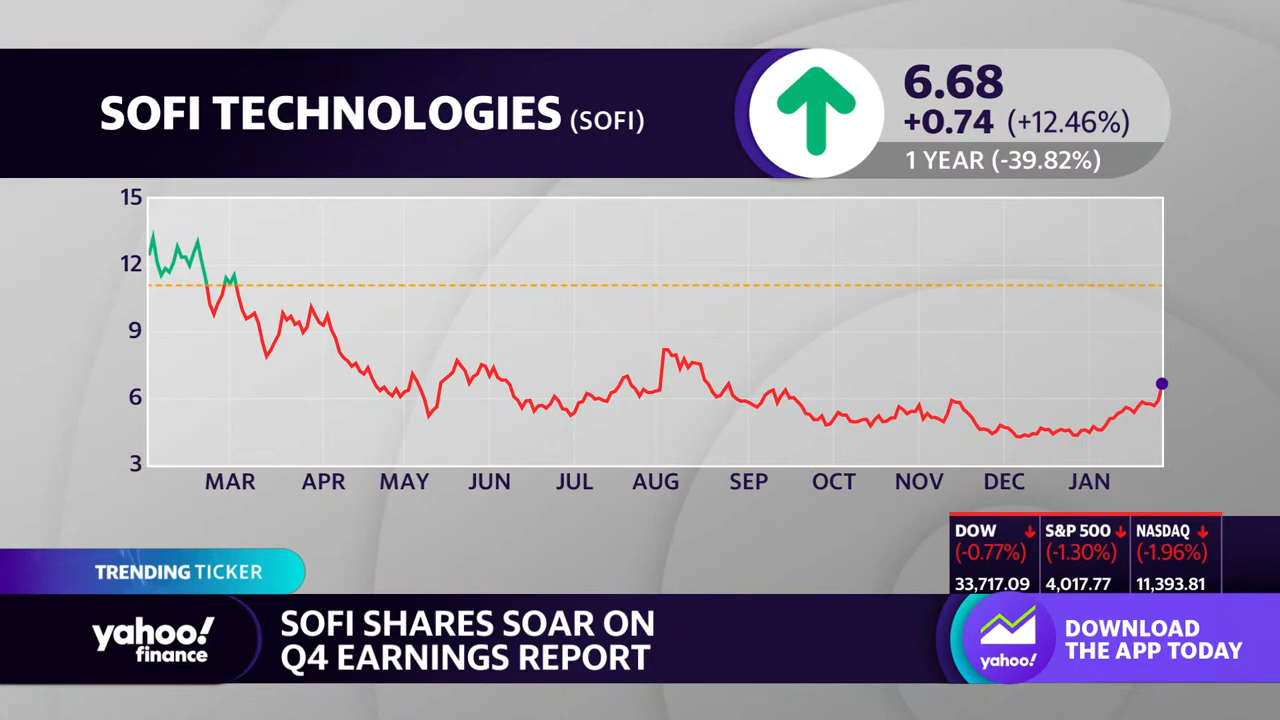 SOFI TECHNOLOGIES (SOFI)
6.68
+0.74 (+12.46%)
1 YEAR (-39.82%)
15
12
9
6
3
MAR APR MAY JUN JUL AUG SEP OCT NOV DEC JAN
DOW S&P 500 NASDAQ
(-0.77%) (-1.30%) (-1.96%)
33,717.09 4,017.77 11,393.81
TRENDING TICKER
yahoo!
finance
SOFI SHARES SOAR ON
Q4 EARNINGS REPORT
yahoo!
DOWNLOAD
THE APP TODAY